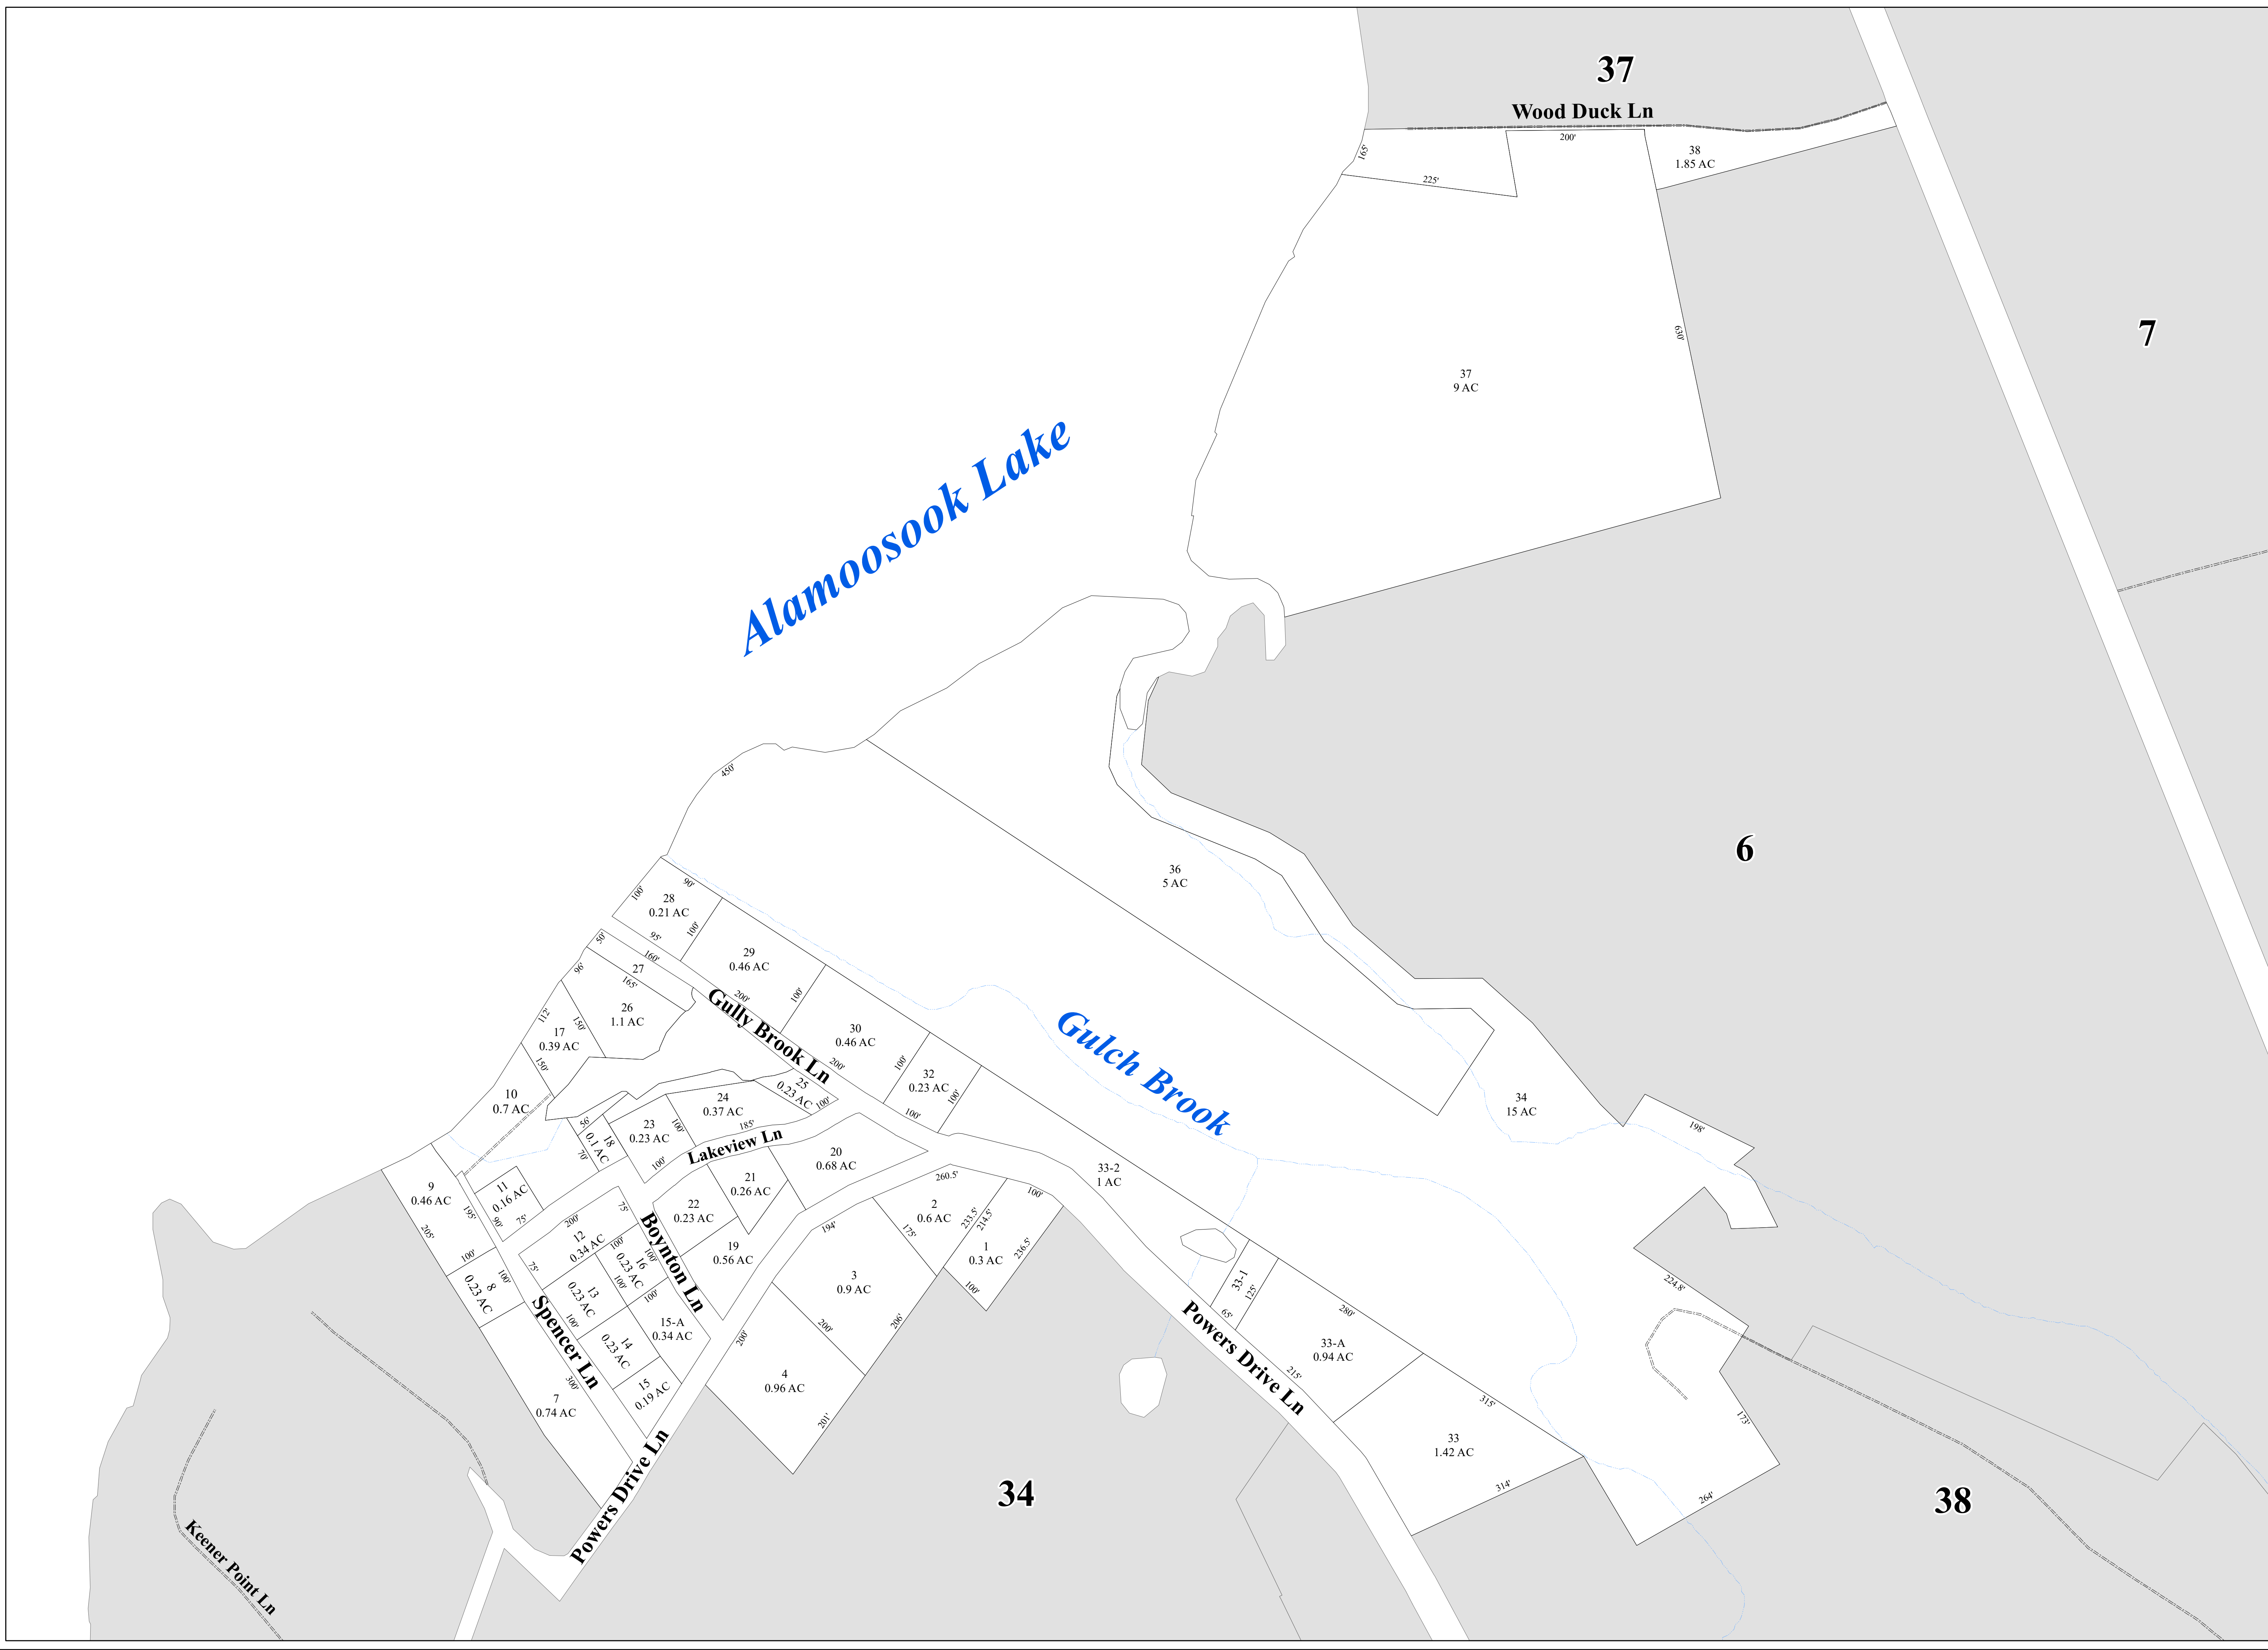 37
Wood Duck Ln
200'
165'
38
1.85 AC
225'
7
630'
37
9 AC
Alamoosook Lake
450'
6
36
5 AC
90'
100'
28
0.21 AC
100'
95'
50'
160'
29
0.46 AC
27
165'
96'
200'
100'
26
1.1 AC
Gully Brook Ln
Gulch Brook
112'
150'
17
0.39 AC
30
0.46 AC
200'
100'
150'
32
0.23 AC
100'
100'
25
0.23 AC
100'
10
0.7 AC
24
0.37 AC
185'
34
15 AC
198'
56'
18
0.1 AC
70'
23
0.23 AC
100'
100'
Lakeview Ln
20
0.68 AC
33-2
1 AC
9
0.46 AC
195'
205'
11
0.16 AC
90'
75'
21
0.26 AC
260.5'
100'
22
0.23 AC
75'
200'
2
0.6 AC
233.5'
214.5'
175'
194'
12
0.34 AC
75'
100'
Boynton Ln
100'
16
0.23 AC
100'
19
0.56 AC
1
0.3 AC
236.5'
100'
100'
100'
8
0.23 AC
13
0.23 AC
100'
100'
3
0.9 AC
33-1
125'
65'
224.8'
Spencer Ln
15-A
0.34 AC
14
0.23 AC
200'
200'
206'
Powers Drive Ln
280'
33-A
0.94 AC
215'
300'
15
0.19 AC
4
0.96 AC
7
0.74 AC
201'
315'
173'
33
1.42 AC
314'
264'
Powers Drive Ln
34
38
Keener Point Ln